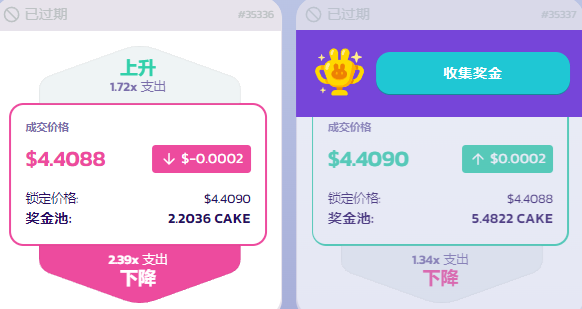 已过期 #35336
上升
1.72x 支出
成交价格
$4.4088 ↓ $-0.0002
锁定价格: $4.4090
奖金池: 2.2036 CAKE
2.39x 支出
下降
已过期 #35337
收集奖金
成交价格
$4.4090 ↑ $0.0002
锁定价格: $4.4088
奖金池: 5.4822 CAKE
1.34x 支出
下降